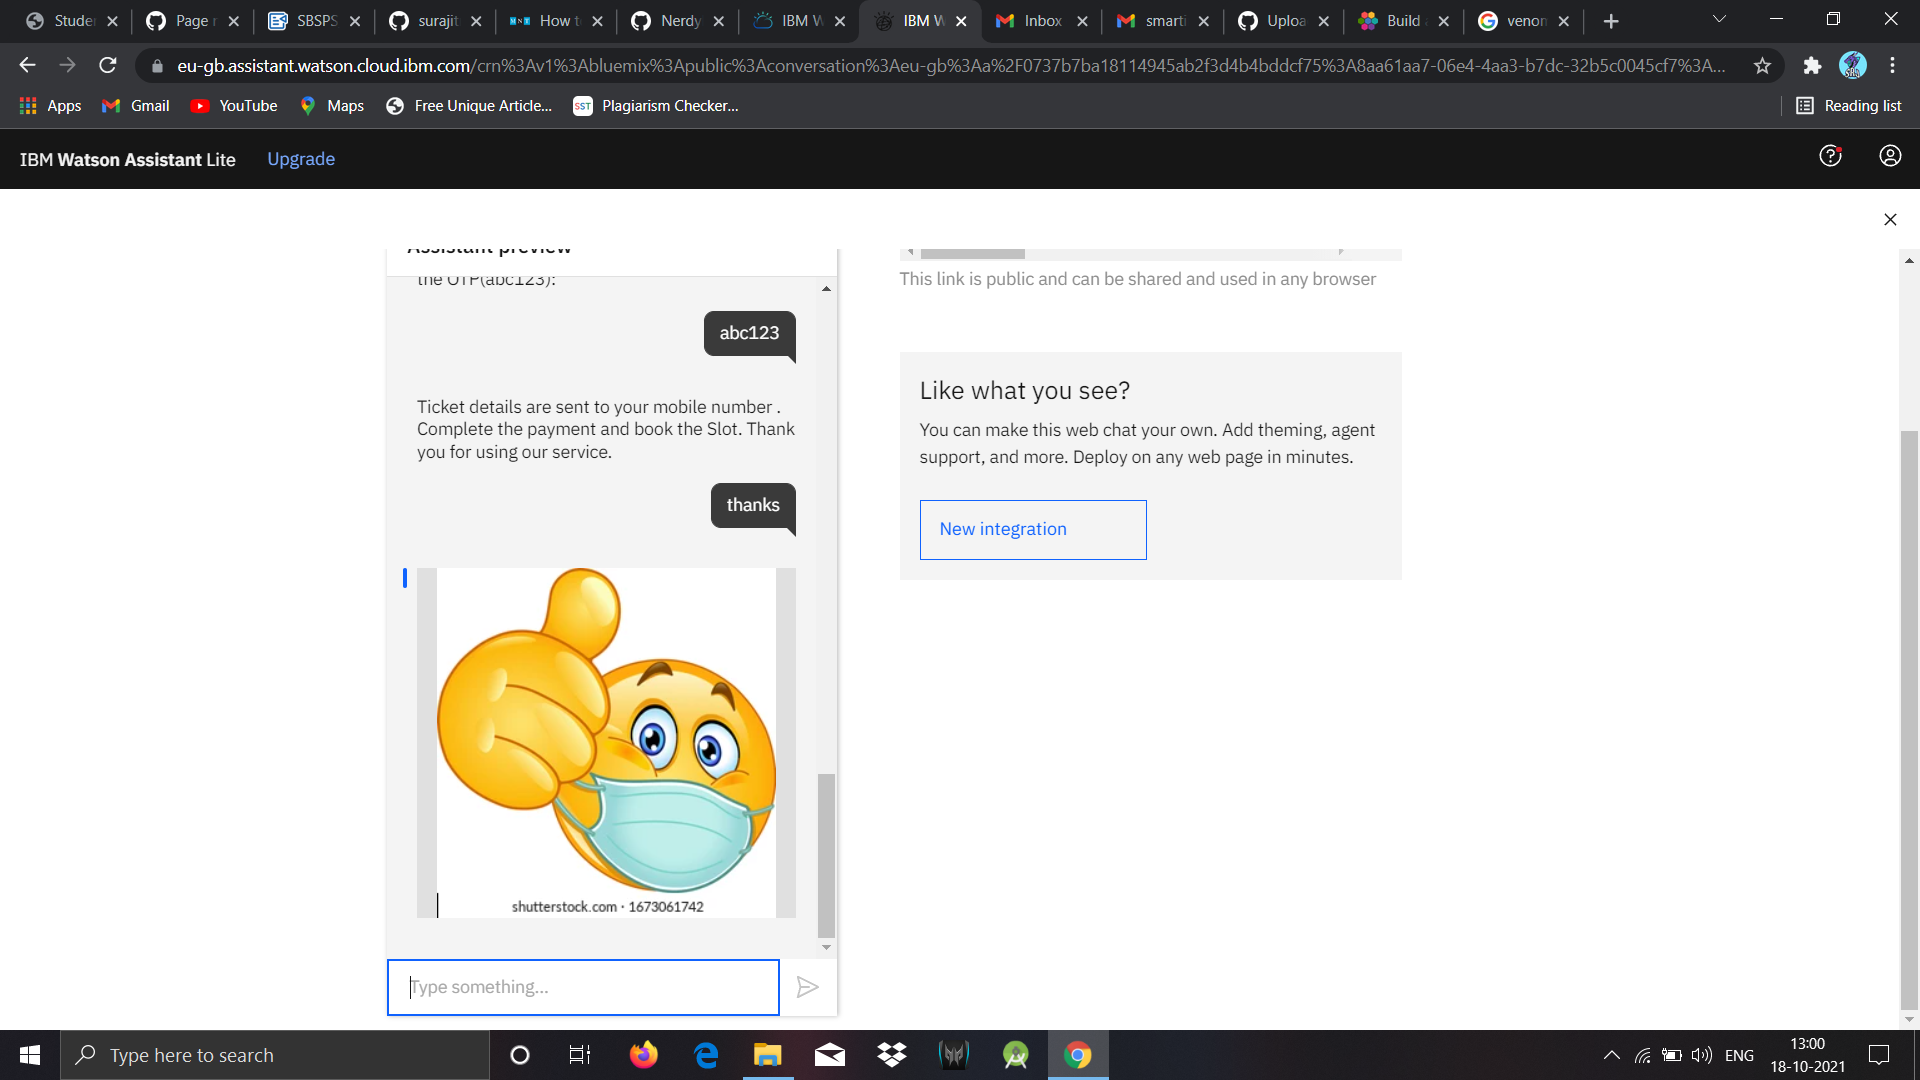 Studen
Page n
SBSPS
surajit
How to
Nerdy
IBM W
IBM W
Inbox
smarti
Uploa
Build a
venom
eu-gb.assistant.watson.cloud.ibm.com/crn%3Av1%3Abluemix%3Apublic%3Aconversation%3Aeu-gb%3Aa%2F0737b7ba18114945ab2f3d4b4bddcf75%3A8aa61aa7-06e4-4aa3-b7dc-32b5c0045cf7%3A...
Apps
Gmail
YouTube
Maps
Free Unique Article...
SST
Plagiarism Checker...
Reading list
IBM Watson Assistant Lite
Upgrade
Assistant preview
the OTP(abc123):
abc123
Ticket details are sent to your mobile number .
Complete the payment and book the Slot. Thank
you for using our service.
thanks
shutterstock.com · 1673061742
Type something...
This link is public and can be shared and used in any browser
Like what you see?
You can make this web chat your own. Add theming, agent
support, and more. Deploy on any web page in minutes.
New integration
Type here to search
ENG
13:00
18-10-2021